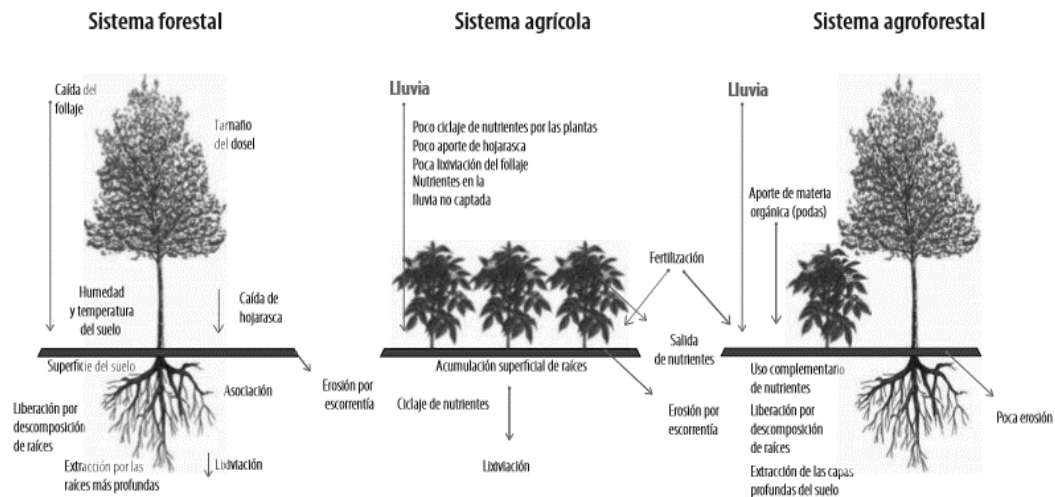 Sistema forestal
Caída del
follaje
Tamaño
del dosel
Humedad
y temperatura
del suelo
Caída de
hojarasca
Superficie del suelo
Asociación
Liberación por
descomposición
de raíces
Extracción por las
raíces más profundas
Lixiviación
Erosión por
escorrentía
Sistema agrícola
Lluvia
Poco ciclaje de nutrientes por las plantas
Poco aporte de hojarasca
Poca lixiviación del follaje
Nutrientes en la
lluvia no captada
Fertilización
Salida
de nutrientes
Acumulación superficial de raíces
Ciclaje de nutrientes
Lixiviación
Erosión por
escorrentía
Sistema agroforestal
Lluvia
Aporte de materia
orgánica (podas)
Uso complementario
de nutrientes
Liberación por
descomposición
de raíces
Extracción de las capas
profundas del suelo
Poca erosión